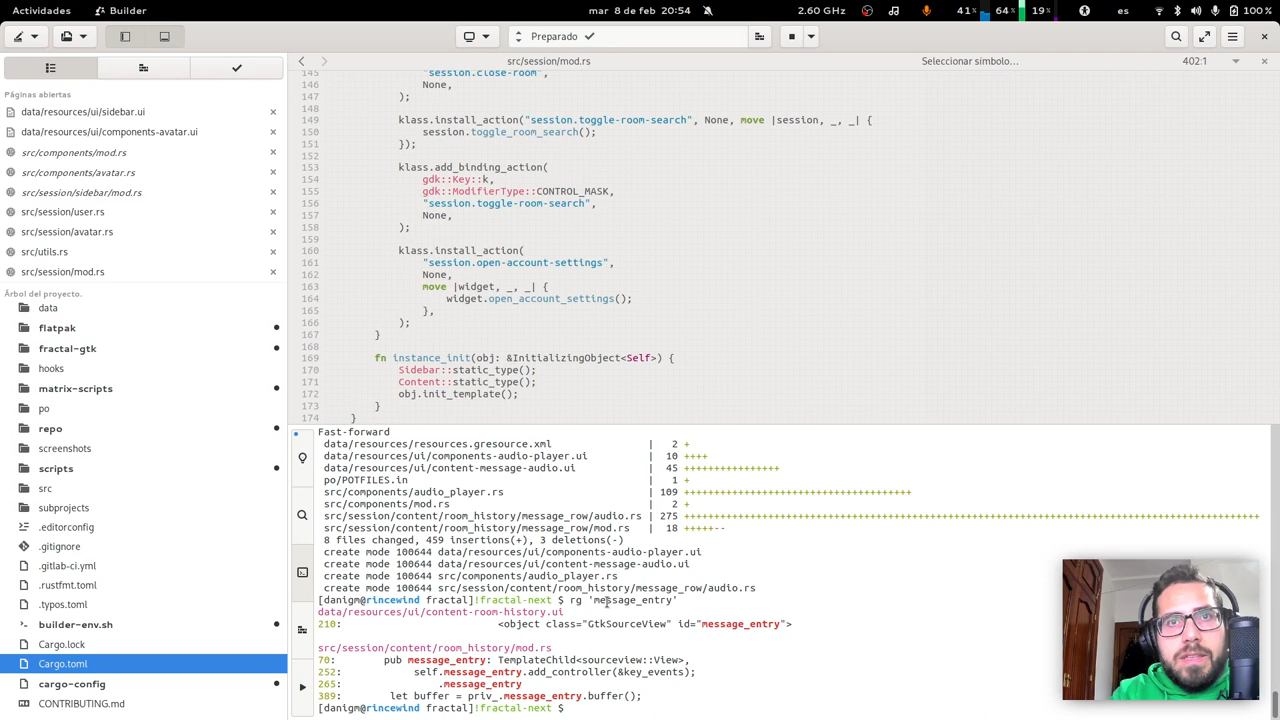 Actividades Builder mar 8 de feb 20:54 2.60 GHz 41% 64% 19% es 100%
Preparado
src/session/mod.rs Seleccionar símbolo… 402:1
Páginas abiertas
data/resources/ui/sidebar.ui
data/resources/ui/components-avatar.ui
src/components/mod.rs
src/components/avatar.rs
src/session/sidebar/mod.rs
src/session/user.rs
src/session/avatar.rs
src/utils.rs
src/session/mod.rs
Árbol del proyecto.
data
flatpak
fractal-gtk
hooks
matrix-scripts
po
repo
screenshots
scripts
src
subprojects
.editorconfig
.gitignore
.gitlab-ci.yml
.rustfmt.toml
.typos.toml
builder-env.sh
Cargo.lock
Cargo.toml
cargo-config
CONTRIBUTING.md
145 "session.close-room",
146 None,
147 );
148
149 klass.install_action("session.toggle-room-search", None, move |session, _, _| {
150 session.toggle_room_search();
151 });
152
153 klass.add_binding_action(
154 gdk::Key::k,
155 gdk::ModifierType::CONTROL_MASK,
156 "session.toggle-room-search",
157 None,
158 );
159
160 klass.install_action(
161 "session.open-account-settings",
162 None,
163 move |widget, _, _| {
164 widget.open_account_settings();
165 },
166 );
167 }
168
169 fn instance_init(obj: &InitializingObject<Self>) {
170 Sidebar::static_type();
171 Content::static_type();
172 obj.init_template();
173 }
174 }
Fast-forward
data/resources/resources.gresource.xml | 2 +
data/resources/ui/components-audio-player.ui | 10 ++++
data/resources/ui/content-message-audio.ui | 45 ++++++++++++++++
po/POTFILES.in | 1 +
src/components/audio_player.rs | 109 ++++++++++++++++++++++++++++++++++++++
src/components/mod.rs | 2 +
src/session/content/room_history/message_row/audio.rs | 275 +++++++++++++++++++++++++++++++++++++++++++++++++++++++++++++++++++++++++++++++++++++++++++++++++
src/session/content/room_history/message_row/mod.rs | 18 +++++--
8 files changed, 459 insertions(+), 3 deletions(-)
create mode 100644 data/resources/ui/components-audio-player.ui
create mode 100644 data/resources/ui/content-message-audio.ui
create mode 100644 src/components/audio_player.rs
create mode 100644 src/session/content/room_history/message_row/audio.rs
[danigm@rincewind fractal]!fractal-next $ rg 'message_entry'
data/resources/ui/content-room-history.ui
210: <object class="GtkSourceView" id="message_entry">
src/session/content/room_history/mod.rs
70: pub message_entry: TemplateChild<sourceview::View>,
252: self.message_entry.add_controller(&key_events);
265: .message_entry
389: let buffer = priv_.message_entry.buffer();
[danigm@rincewind fractal]!fractal-next $